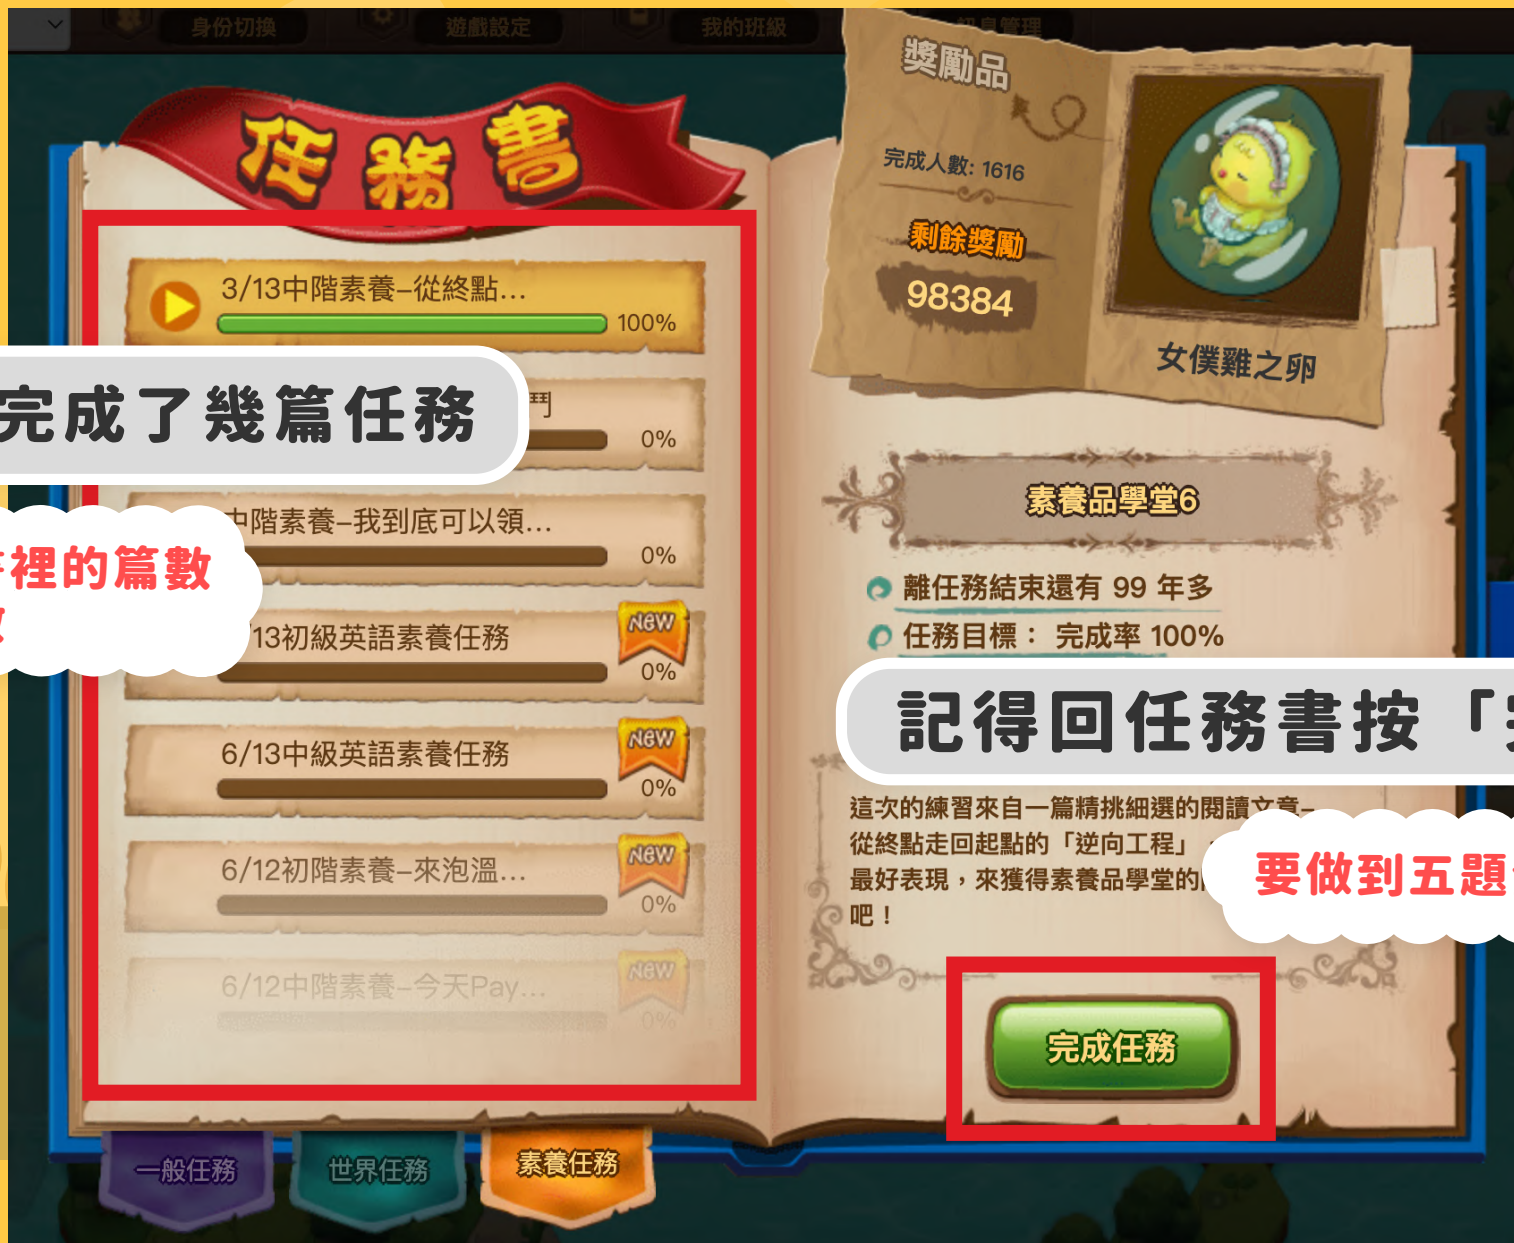 身份切換
遊戲設定
我的班級
訊息管理
任務書
獎勵品
完成人數: 1616
剩餘獎勵
98384
女僕雞之卵
3/13中階素養–從終點...
100%
完成了幾篇任務
0%
中階素養–我到底可以領...
0%
裡的篇數
13初級英語素養任務
NEW
0%
6/13中級英語素養任務
NEW
0%
6/12初階素養–來泡溫...
NEW
0%
6/12中階素養–今天Pay...
NEW
0%
素養品學堂6
離任務結束還有 99 年多
任務目標： 完成率 100%
記得回任務書按「完
這次的練習來自一篇精挑細選的閱讀文章–
從終點走回起點的「逆向工程」
最好表現，來獲得素養品學堂的
吧！
要做到五題
完成任務
一般任務
世界任務
素養任務